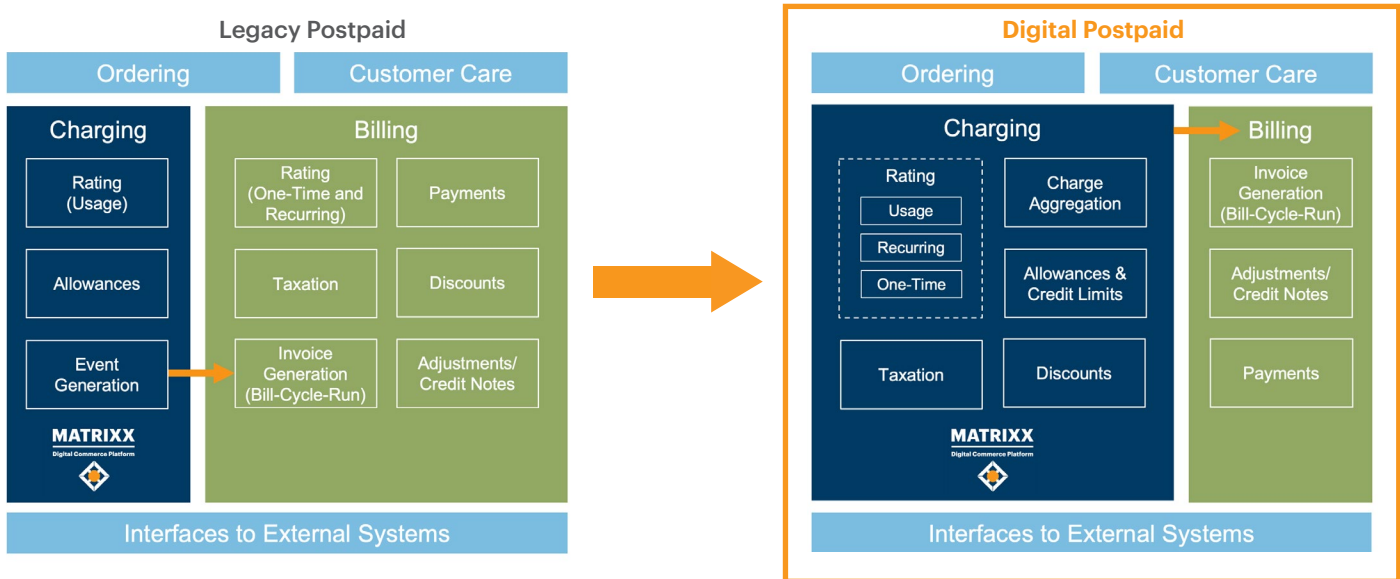 Legacy Postpaid
Ordering
Customer Care
Charging
Rating
(Usage)
Allowances
Event
Generation
MATRIXX
Digital Commerce Platform
Billing
Rating
(One-Time and
Recurring)
Payments
Taxation
Discounts
Invoice
Generation
(Bill-Cycle-Run)
Adjustments/
Credit Notes
Interfaces to External Systems
Digital Postpaid
Ordering
Customer Care
Charging
Rating
Usage
Recurring
One-Time
Charge
Aggregation
Allowances &
Credit Limits
Taxation
Discounts
MATRIXX
Digital Commerce Platform
Billing
Invoice
Generation
(Bill-Cycle-Run)
Adjustments/
Credit Notes
Payments
Interfaces to External Systems